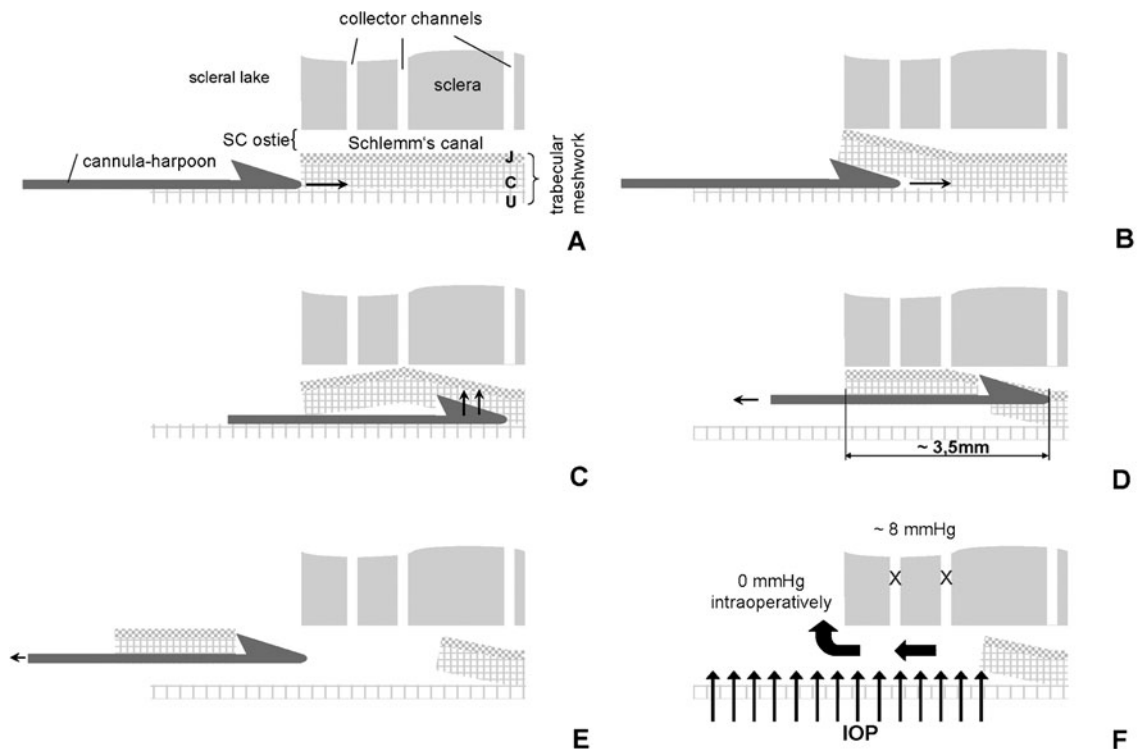 collector channels
scleral lake
sclera
SC ostie
Schlemm's canal
cannula-harpoon
J
C
U
trabecular
meshwork
A
B
C
~ 3,5mm
D
E
~ 8 mmHg
X X
0 mmHg
intraoperatively
IOP
F